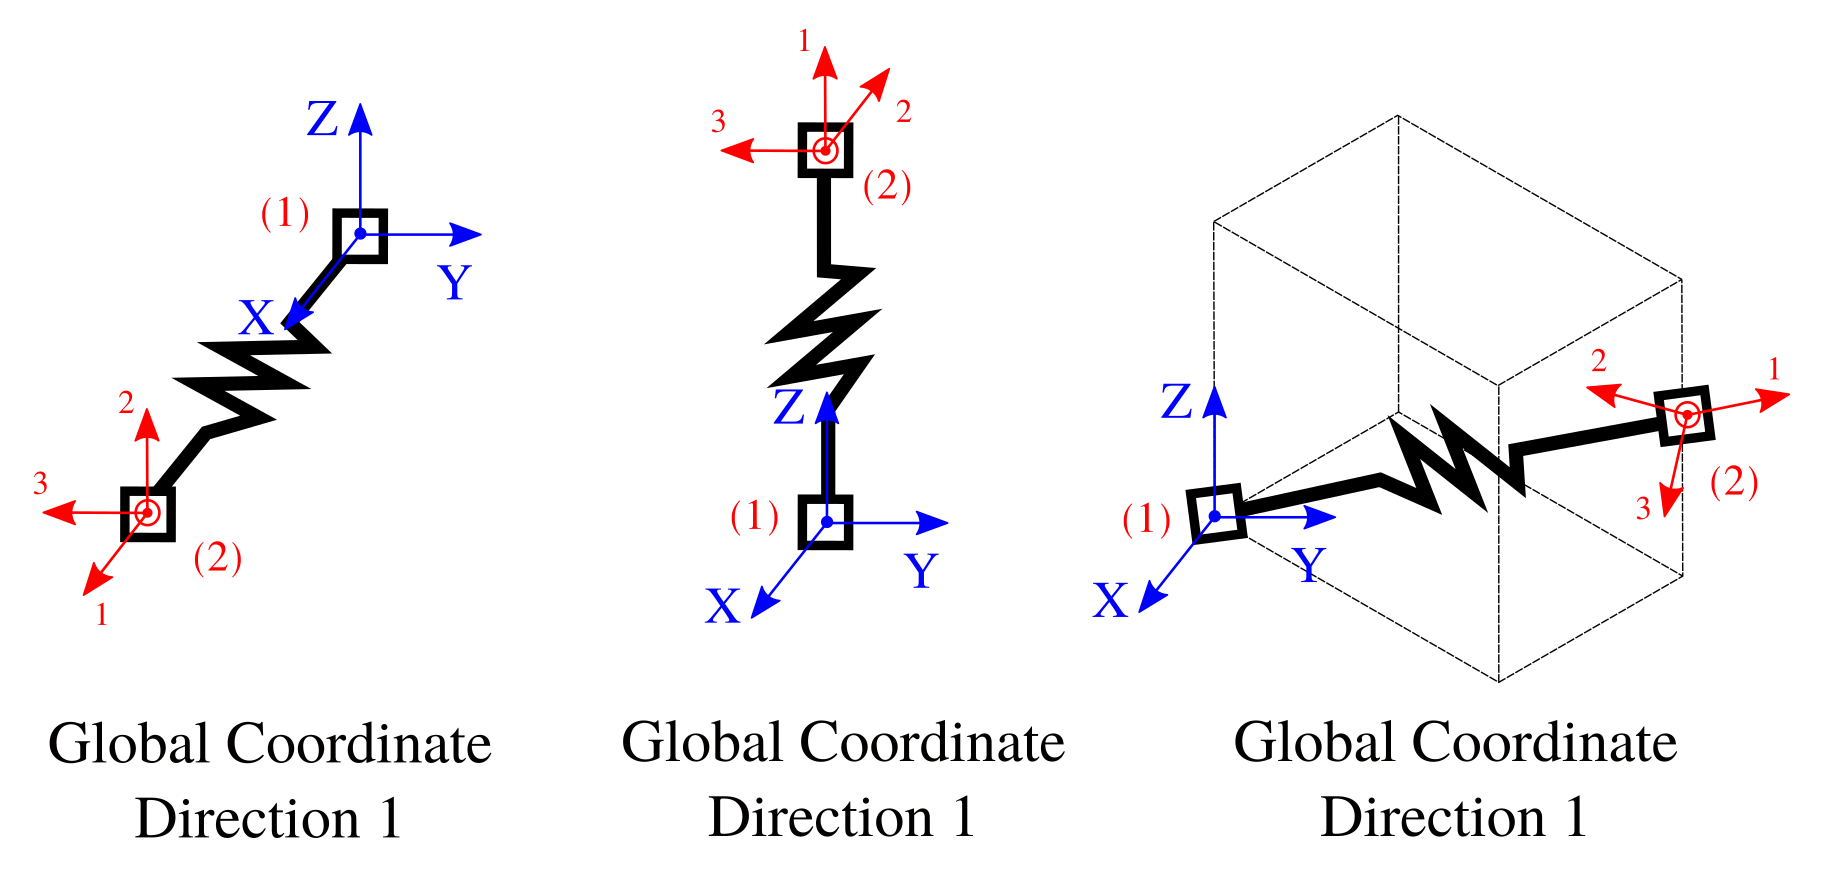 Z
(1)
Y
X
2
3
(2)
1
Global Coordinate
Direction 1
1
2
3
(2)
Z
(1)
Y
X
Global Coordinate
Direction 1
2
1
Z
3
(2)
(1)
Y
X
Global Coordinate
Direction 1